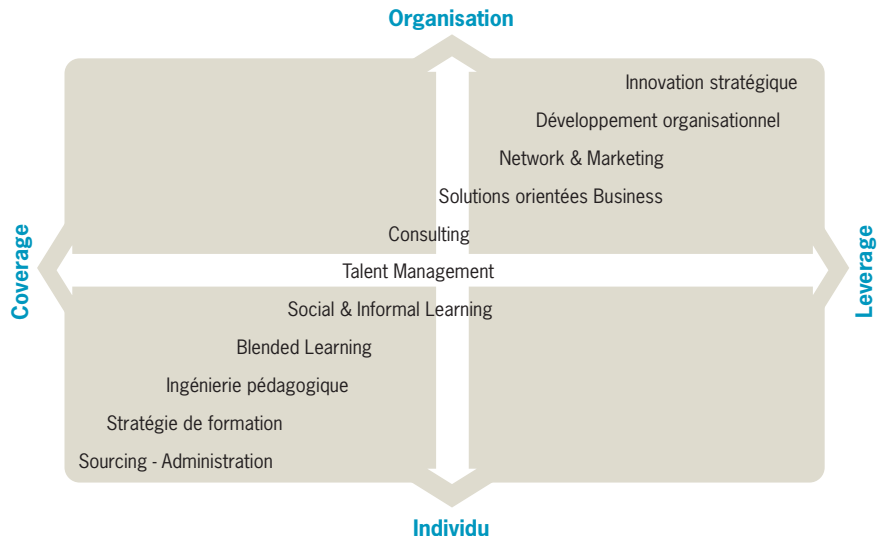 Organisation
Innovation stratégique
Développement organisationnel
Network & Marketing
Solutions orientées Business
Consulting
Coverage
Talent Management
Leverage
Social & Informal Learning
Blended Learning
Ingénierie pédagogique
Stratégie de formation
Sourcing - Administration
Individu